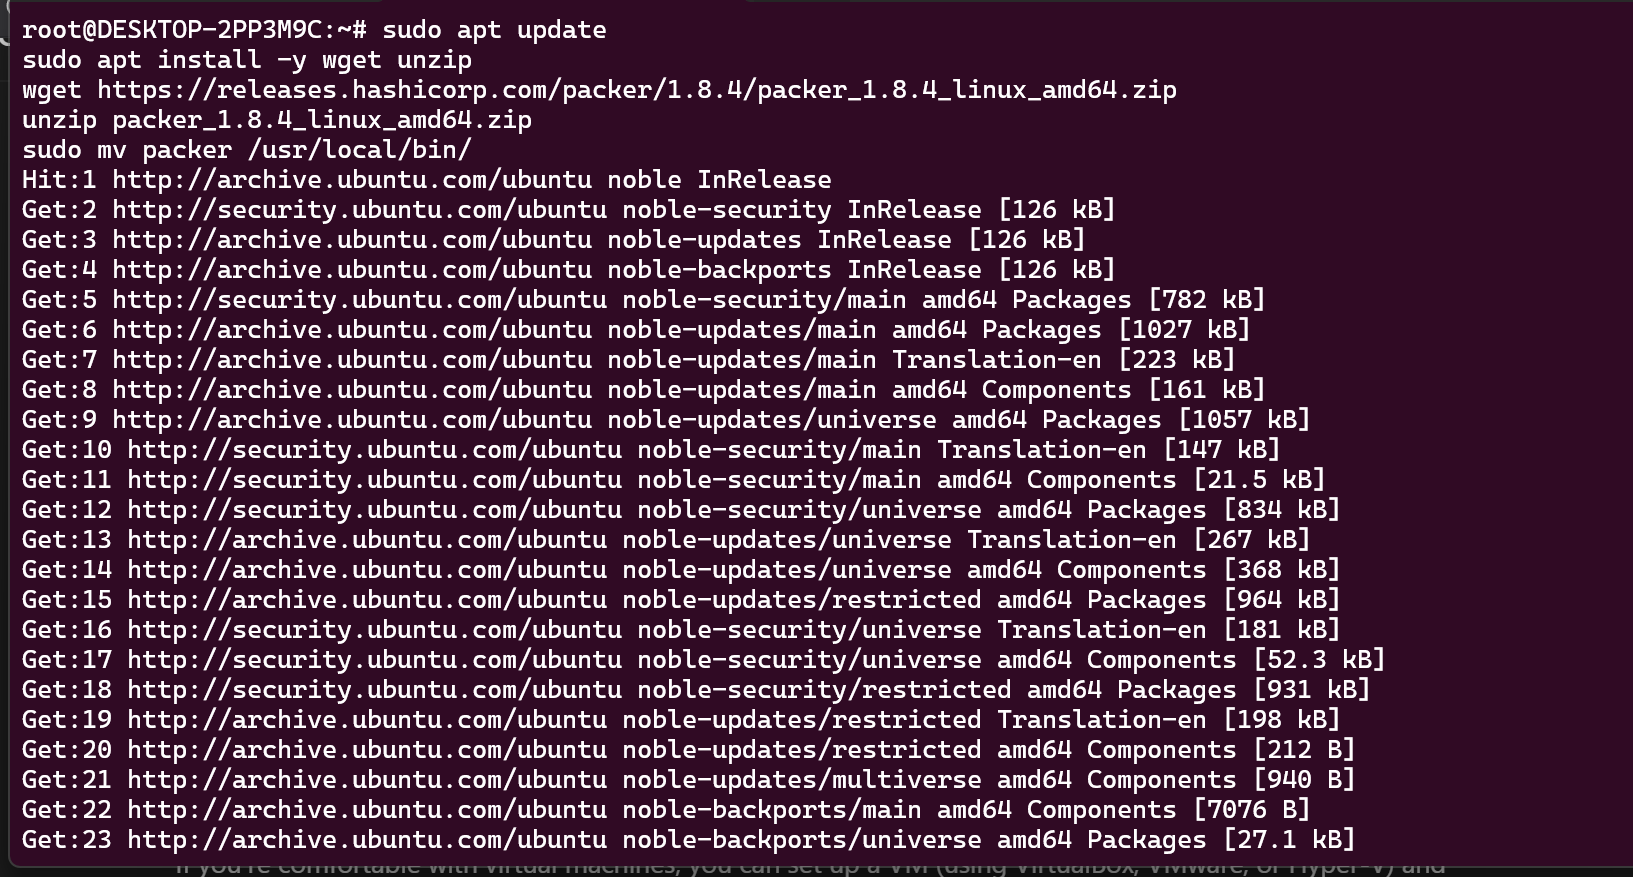 root@DESKTOP-2PP3M9C:~# sudo apt update
sudo apt install -y wget unzip
wget https://releases.hashicorp.com/packer/1.8.4/packer_1.8.4_linux_amd64.zip
unzip packer_1.8.4_linux_amd64.zip
sudo mv packer /usr/local/bin/
Hit:1 http://archive.ubuntu.com/ubuntu noble InRelease
Get:2 http://security.ubuntu.com/ubuntu noble-security InRelease [126 kB]
Get:3 http://archive.ubuntu.com/ubuntu noble-updates InRelease [126 kB]
Get:4 http://archive.ubuntu.com/ubuntu noble-backports InRelease [126 kB]
Get:5 http://security.ubuntu.com/ubuntu noble-security/main amd64 Packages [782 kB]
Get:6 http://archive.ubuntu.com/ubuntu noble-updates/main amd64 Packages [1027 kB]
Get:7 http://archive.ubuntu.com/ubuntu noble-updates/main Translation-en [223 kB]
Get:8 http://archive.ubuntu.com/ubuntu noble-updates/main amd64 Components [161 kB]
Get:9 http://archive.ubuntu.com/ubuntu noble-updates/universe amd64 Packages [1057 kB]
Get:10 http://security.ubuntu.com/ubuntu noble-security/main Translation-en [147 kB]
Get:11 http://security.ubuntu.com/ubuntu noble-security/main amd64 Components [21.5 kB]
Get:12 http://security.ubuntu.com/ubuntu noble-security/universe amd64 Packages [834 kB]
Get:13 http://archive.ubuntu.com/ubuntu noble-updates/universe Translation-en [267 kB]
Get:14 http://archive.ubuntu.com/ubuntu noble-updates/universe amd64 Components [368 kB]
Get:15 http://archive.ubuntu.com/ubuntu noble-updates/restricted amd64 Packages [964 kB]
Get:16 http://security.ubuntu.com/ubuntu noble-security/universe Translation-en [181 kB]
Get:17 http://security.ubuntu.com/ubuntu noble-security/universe amd64 Components [52.3 kB]
Get:18 http://security.ubuntu.com/ubuntu noble-security/restricted amd64 Packages [931 kB]
Get:19 http://archive.ubuntu.com/ubuntu noble-updates/restricted Translation-en [198 kB]
Get:20 http://archive.ubuntu.com/ubuntu noble-updates/restricted amd64 Components [212 B]
Get:21 http://archive.ubuntu.com/ubuntu noble-updates/multiverse amd64 Components [940 B]
Get:22 http://archive.ubuntu.com/ubuntu noble-backports/main amd64 Components [7076 B]
Get:23 http://archive.ubuntu.com/ubuntu noble-backports/universe amd64 Packages [27.1 kB]
If you're comfortable with virtual machines, you can set up a VM (using VirtualBox, VMware, or Hyper-V) and